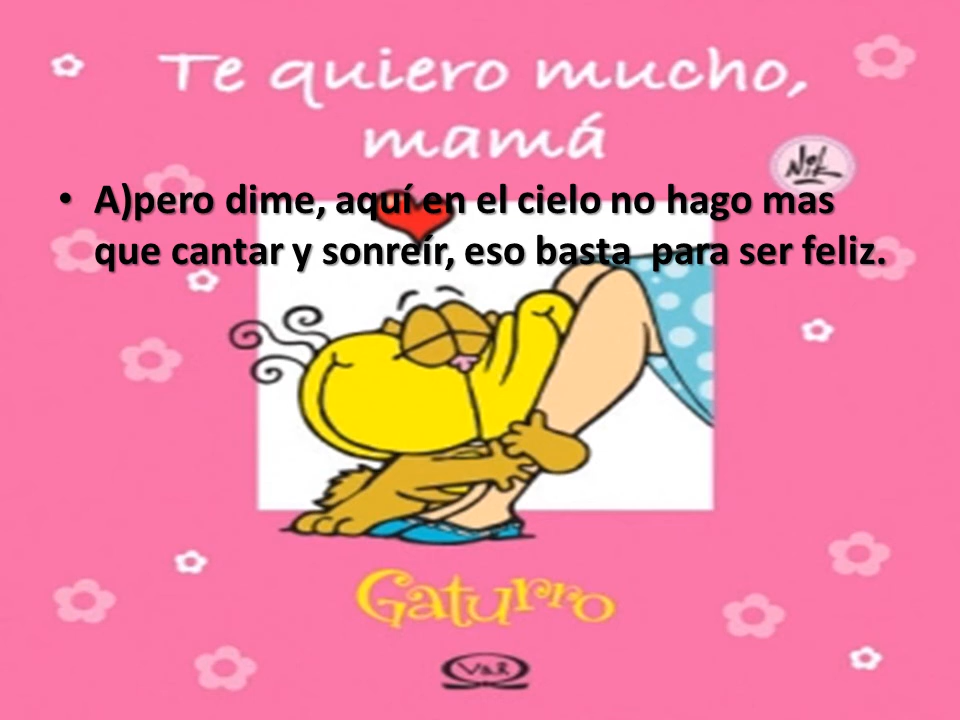 Te quiero mucho,
mamá
Nik
• A)pero dime, aquí en el cielo no hago mas
que cantar y sonreír, eso basta  para ser feliz.
Gaturro
V&R